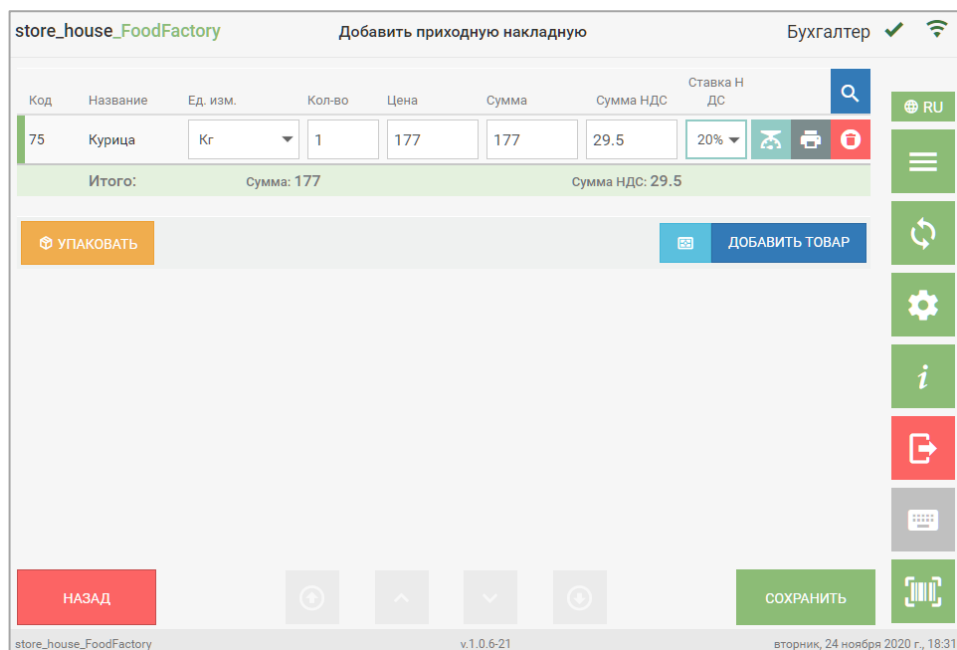 store_house_FoodFactory Добавить приходную накладную Бухгалтер
Код Название Ед. изм. Кол-во Цена Сумма Сумма НДС Ставка Н
ДС
RU
75 Курица Кг 1 177 177 29.5 20%
Итого: Сумма: 177 Сумма НДС: 29.5
УПАКОВАТЬ ДОБАВИТЬ ТОВАР
i
НАЗАД СОХРАНИТЬ
store_house_FoodFactory v.1.0.6-21 вторник, 24 ноября 2020 г., 18:31